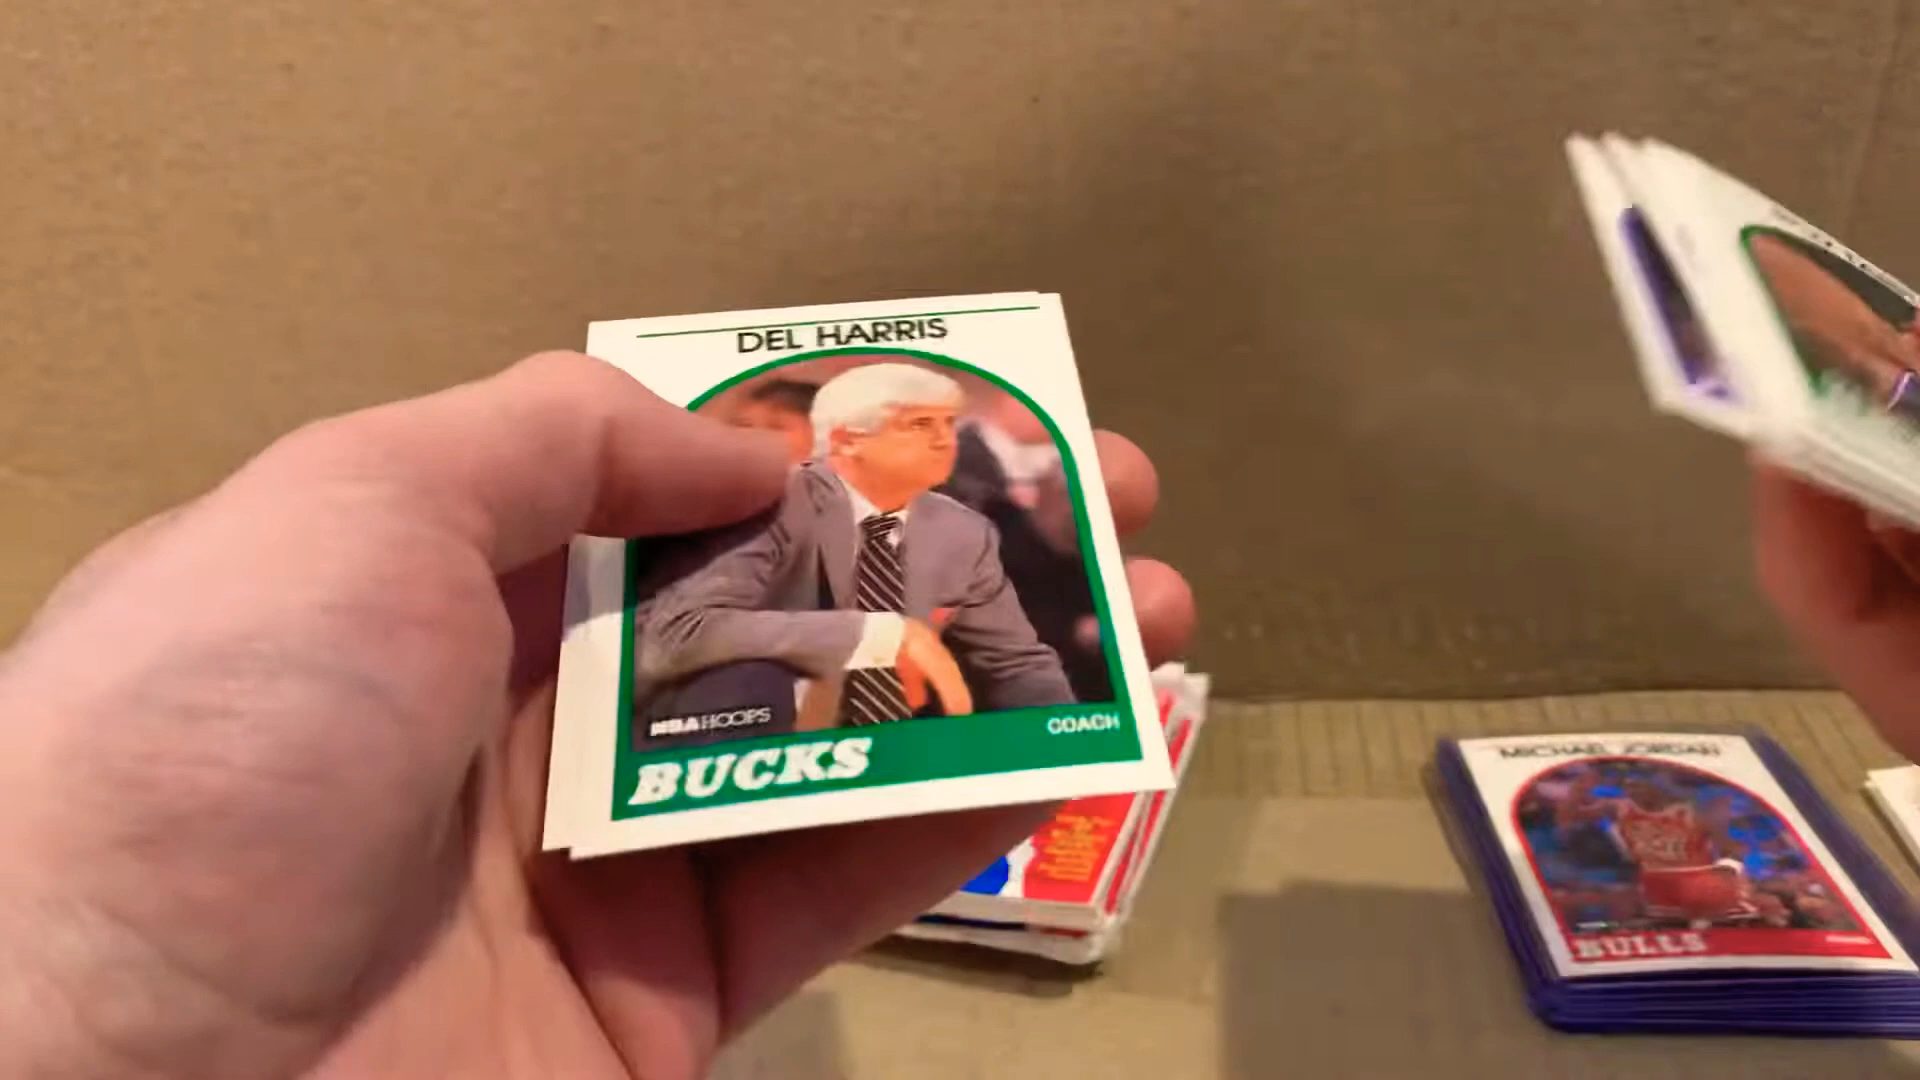 DEL HARRIS
NBA HOOPS
COACH
BUCKS
MICHAEL JORDAN
BULLS